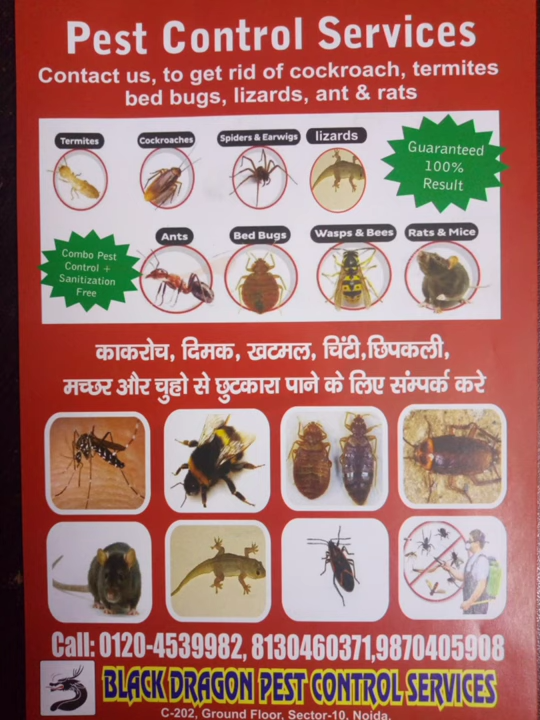 Pest Control Services
Contact us, to get rid of cockroach, termites
bed bugs, lizards, ant & rats
Termites
Cockroaches
Spiders & Earwigs
lizards
Guaranteed
100%
Result
Combo Pest
Control +
Sanitization
Free
Ants
Bed Bugs
Wasps & Bees
Rats & Mice
काकरोच, दिमक, खटमल, चिंटी,छिपकली,
मच्छर और चुहो से छुटकारा पाने के लिए संम्पर्क करे
Call: 0120-4539982, 8130460371,9870405908
BLACK DRAGON PEST CONTROL SERVICES
C-202, Ground Floor, Sector-10, Noida.